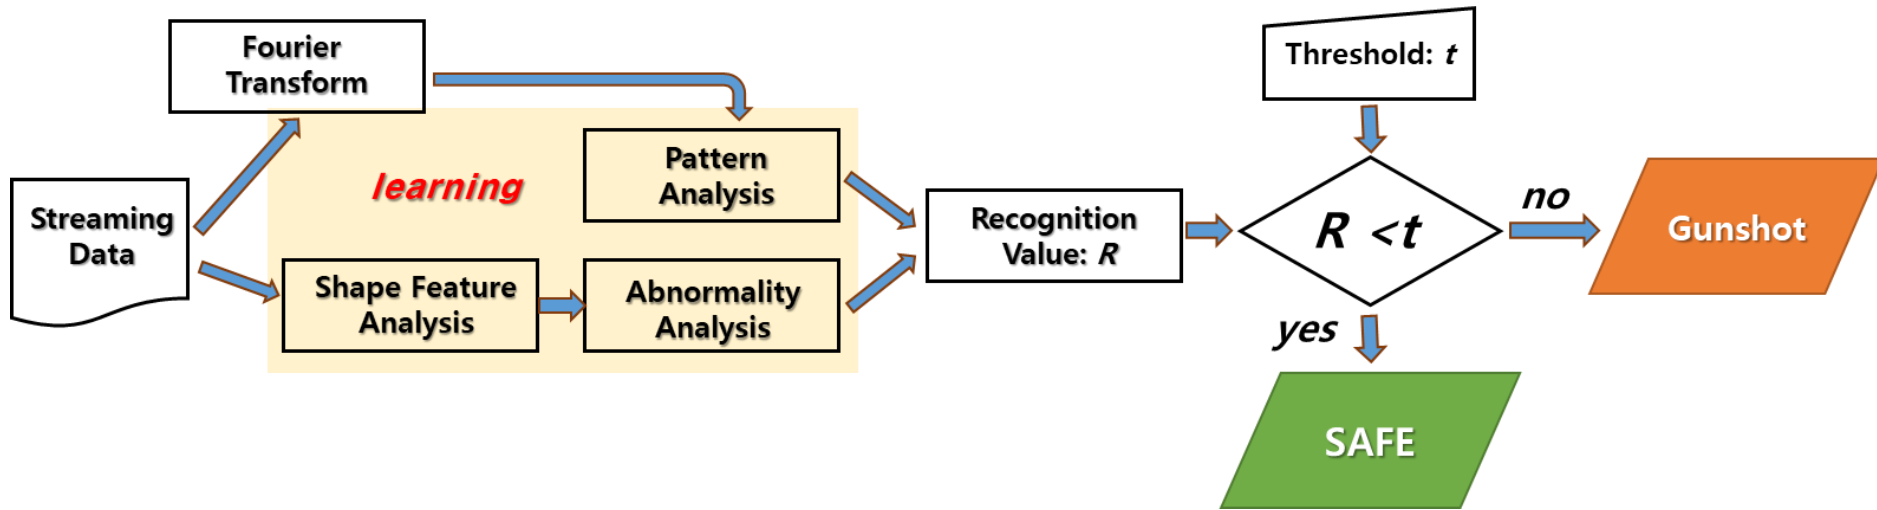 Fourier
Transform
Threshold: t
learning
Pattern
Analysis
Streaming
Data
Recognition
Value: R
R <t
no
Gunshot
Shape Feature
Analysis
Abnormality
Analysis
yes
SAFE